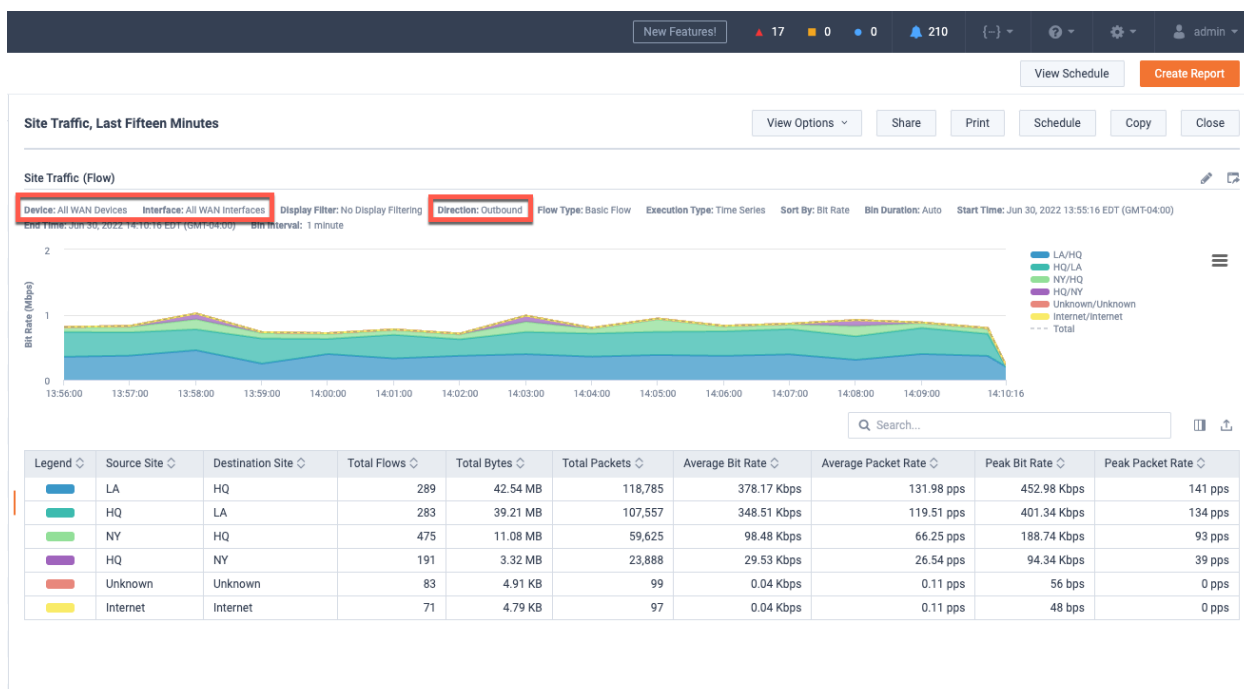 New Features! 17 0 0 210 {-} admin
View Schedule Create Report
Site Traffic, Last Fifteen Minutes View Options Share Print Schedule Copy Close
Site Traffic (Flow)
Device: All WAN Devices Interface: All WAN Interfaces Display Filter: No Display Filtering Direction: Outbound Flow Type: Basic Flow Execution Type: Time Series Sort By: Bit Rate Bin Duration: Auto Start Time: Jun 30, 2022 13:55:16 EDT (GMT-04:00)
End Time: Jun 30, 2022 14:10:16 EDT (GMT-04:00) Bin Interval: 1 minute
Bit Rate (Mbps)
2
1
0
13:56:00 13:57:00 13:58:00 13:59:00 14:00:00 14:01:00 14:02:00 14:03:00 14:04:00 14:05:00 14:06:00 14:07:00 14:08:00 14:09:00 14:10:16
LA/HQ
HQ/LA
NY/HQ
HQ/NY
Unknown/Unknown
Internet/Internet
Total
Search...
Legend Source Site Destination Site Total Flows Total Bytes Total Packets Average Bit Rate Average Packet Rate Peak Bit Rate Peak Packet Rate
LA HQ 289 42.54 MB 118,785 378.17 Kbps 131.98 pps 452.98 Kbps 141 pps
HQ LA 283 39.21 MB 107,557 348.51 Kbps 119.51 pps 401.34 Kbps 134 pps
NY HQ 475 11.08 MB 59,625 98.48 Kbps 66.25 pps 188.74 Kbps 93 pps
HQ NY 191 3.32 MB 23,888 29.53 Kbps 26.54 pps 94.34 Kbps 39 pps
Unknown Unknown 83 4.91 KB 99 0.04 Kbps 0.11 pps 56 bps 0 pps
Internet Internet 71 4.79 KB 97 0.04 Kbps 0.11 pps 48 bps 0 pps